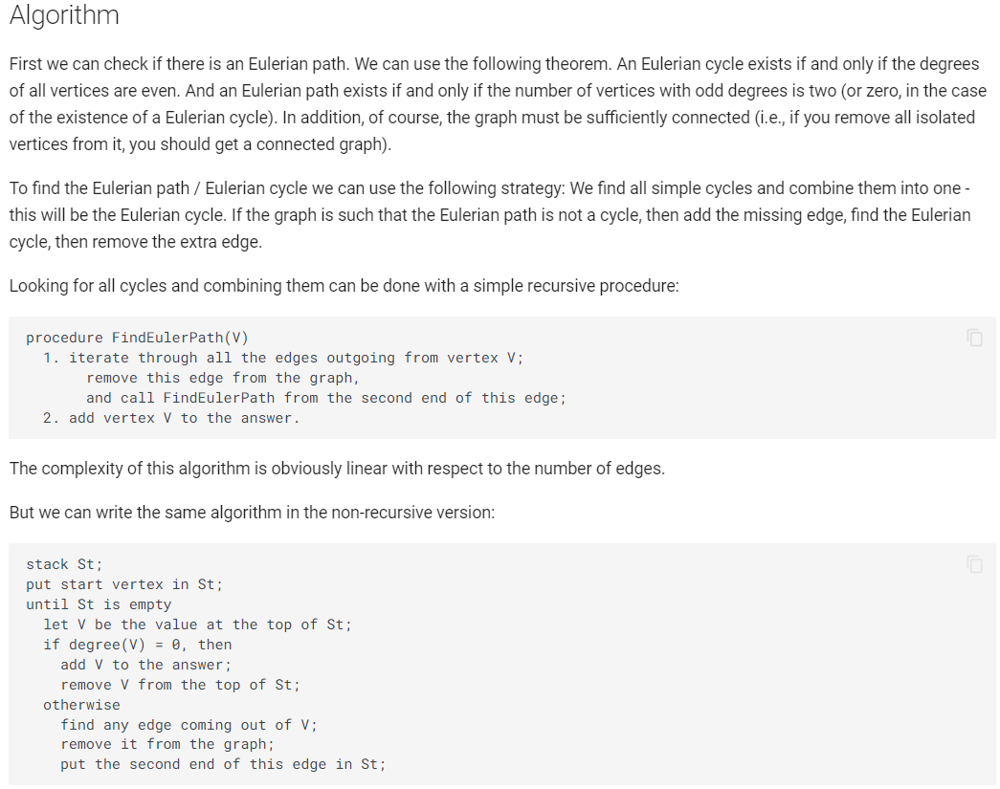 Algorithm
First we can check if there is an Eulerian path. We can use the following theorem. An Eulerian cycle exists if and only if the degrees
of all vertices are even. And an Eulerian path exists if and only if the number of vertices with odd degrees is two (or zero, in the case
of the existence of a Eulerian cycle). In addition, of course, the graph must be sufficiently connected (i.e., if you remove all isolated
vertices from it, you should get a connected graph).
To find the Eulerian path / Eulerian cycle we can use the following strategy: We find all simple cycles and combine them into one -
this will be the Eulerian cycle. If the graph is such that the Eulerian path is not a cycle, then add the missing edge, find the Eulerian
cycle, then remove the extra edge.
Looking for all cycles and combining them can be done with a simple recursive procedure:
procedure FindEulerPath(V)
  1. iterate through all the edges outgoing from vertex V;
       remove this edge from the graph,
       and call FindEulerPath from the second end of this edge;
  2. add vertex V to the answer.
The complexity of this algorithm is obviously linear with respect to the number of edges.
But we can write the same algorithm in the non-recursive version:
stack St;
put start vertex in St;
until St is empty
  let V be the value at the top of St;
  if degree(V) = 0, then
    add V to the answer;
    remove V from the top of St;
  otherwise
    find any edge coming out of V;
    remove it from the graph;
    put the second end of this edge in St;